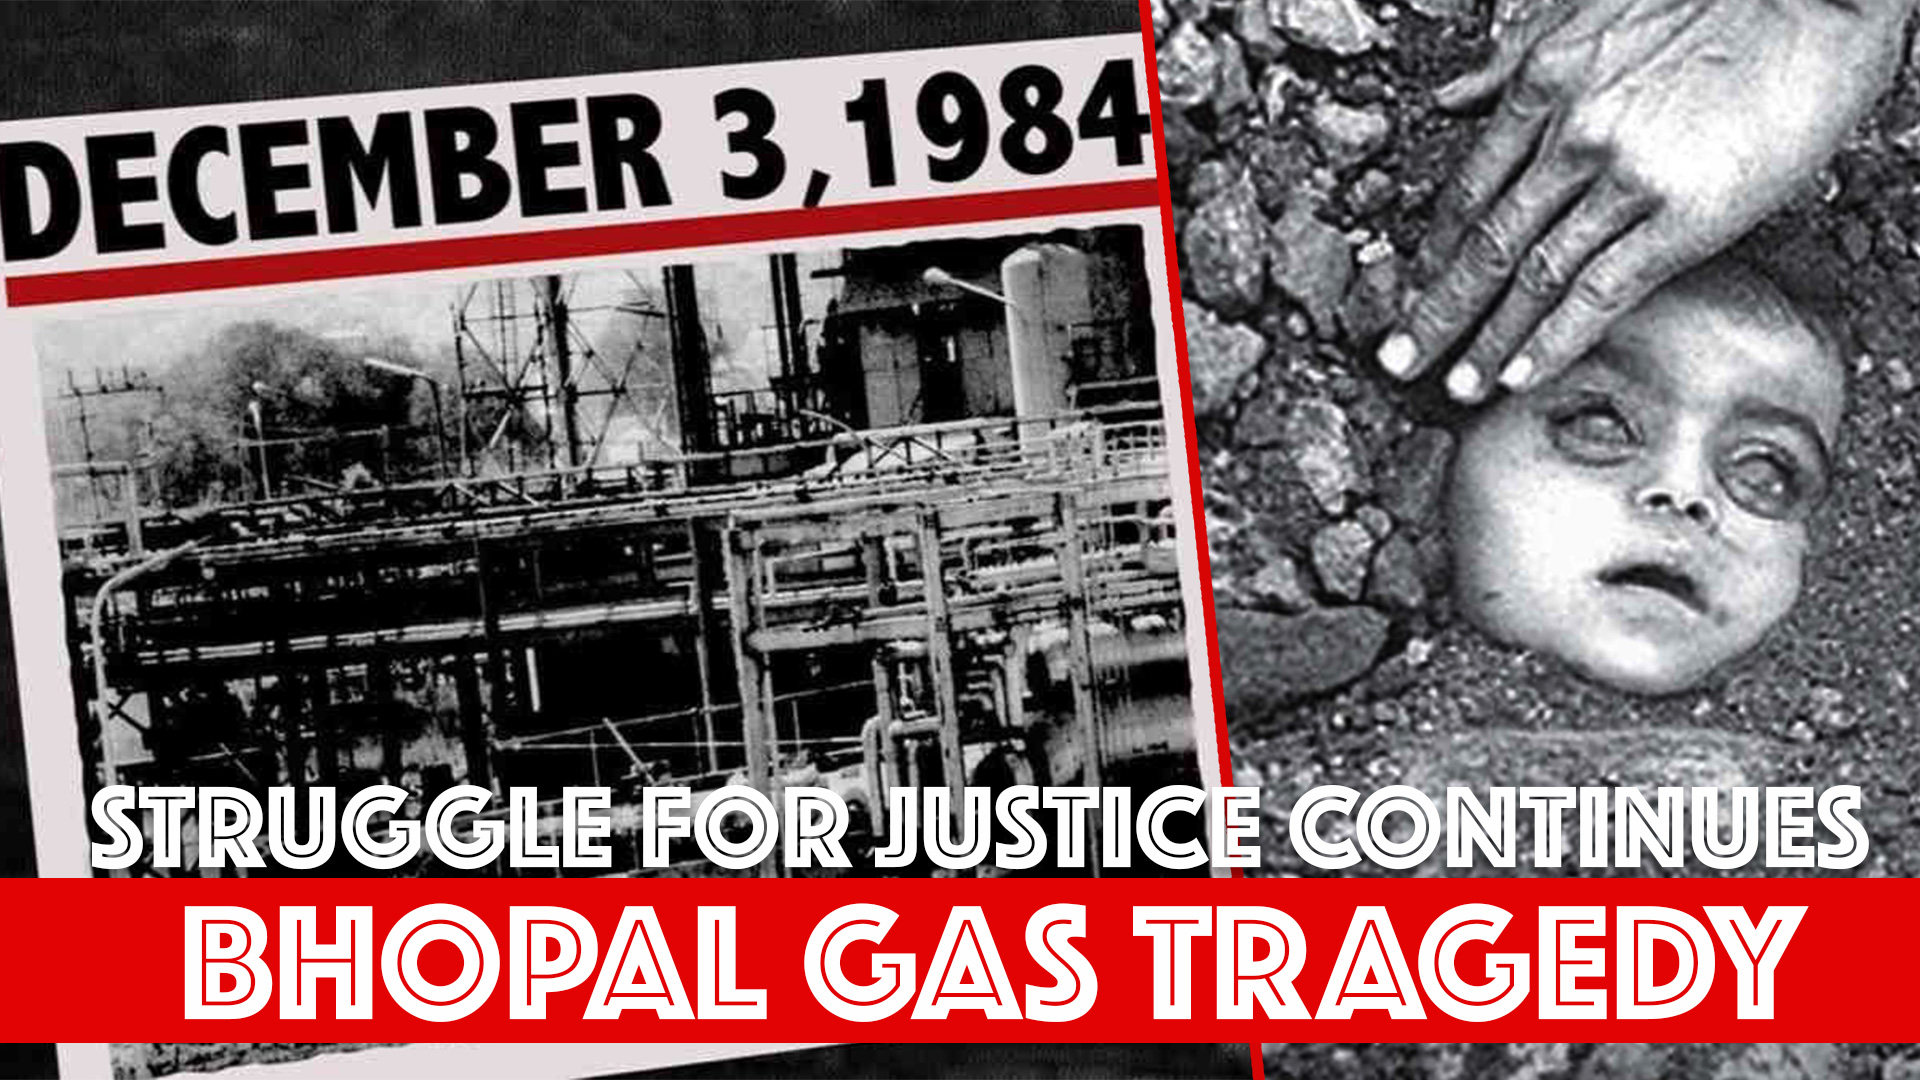 DECEMBER 3,1984
STRUGGLE FOR JUSTICE CONTINUES
BHOPAL GAS TRAGEDY